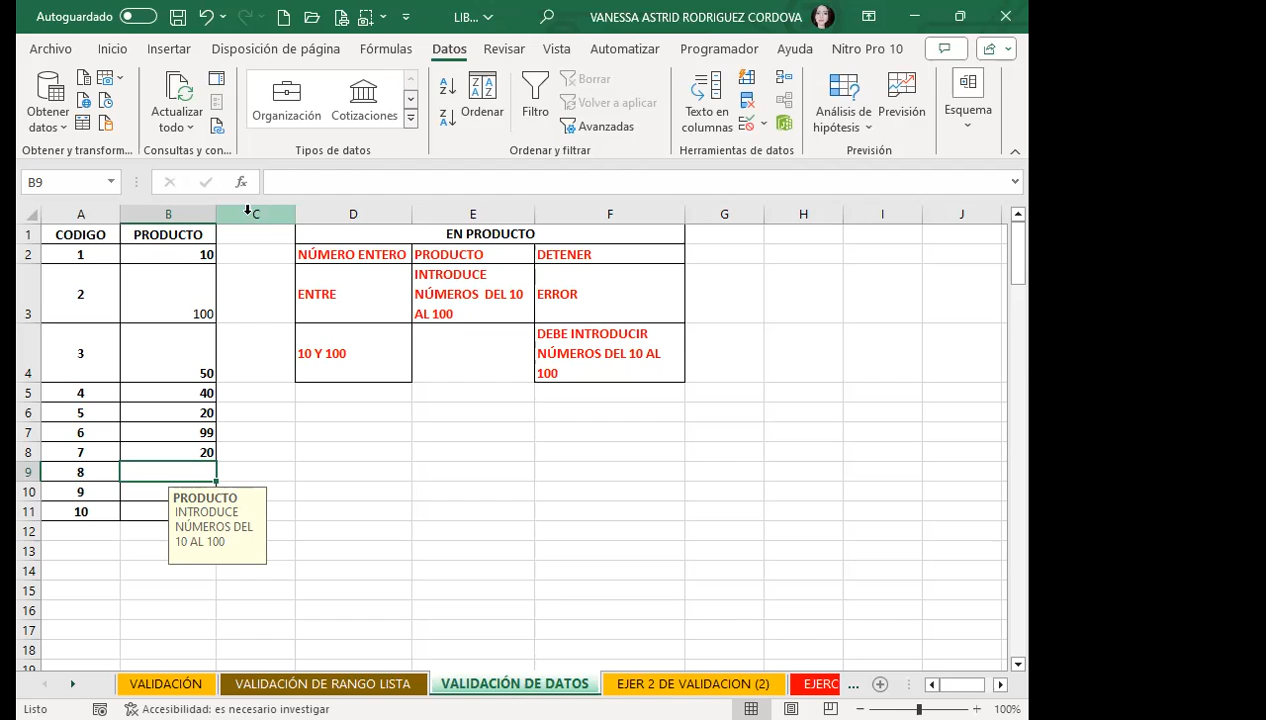 Autoguardado
LIB...
VANESSA ASTRID RODRIGUEZ CORDOVA
Archivo Inicio Insertar Disposición de página Fórmulas Datos Revisar Vista Automatizar Programador Ayuda Nitro Pro 10
Obtener datos
Actualizar todo
Organización
Cotizaciones
Ordenar
Filtro
Borrar
Volver a aplicar
Avanzadas
Texto en columnas
Análisis de hipótesis
Previsión
Esquema
Obtener y transform...
Consultas y con...
Tipos de datos
Ordenar y filtrar
Herramientas de datos
Previsión
B9
fx
A B C D E F G H I J
1 CODIGO PRODUCTO EN PRODUCTO
2 1 10 NÚMERO ENTERO PRODUCTO DETENER
3 2 100 ENTRE INTRODUCE NÚMEROS DEL 10 AL 100 ERROR
4 3 50 10 Y 100 DEBE INTRODUCIR NÚMEROS DEL 10 AL 100
5 4 40
6 5 20
7 6 99
8 7 20
9 8
10 9
11 10
PRODUCTO
INTRODUCE
NÚMEROS DEL
10 AL 100
12
13
14
15
16
17
18
19
VALIDACIÓN
VALIDACIÓN DE RANGO LISTA
VALIDACIÓN DE DATOS
EJER 2 DE VALIDACION (2)
EJERC
...
Listo
Accesibilidad: es necesario investigar
100%